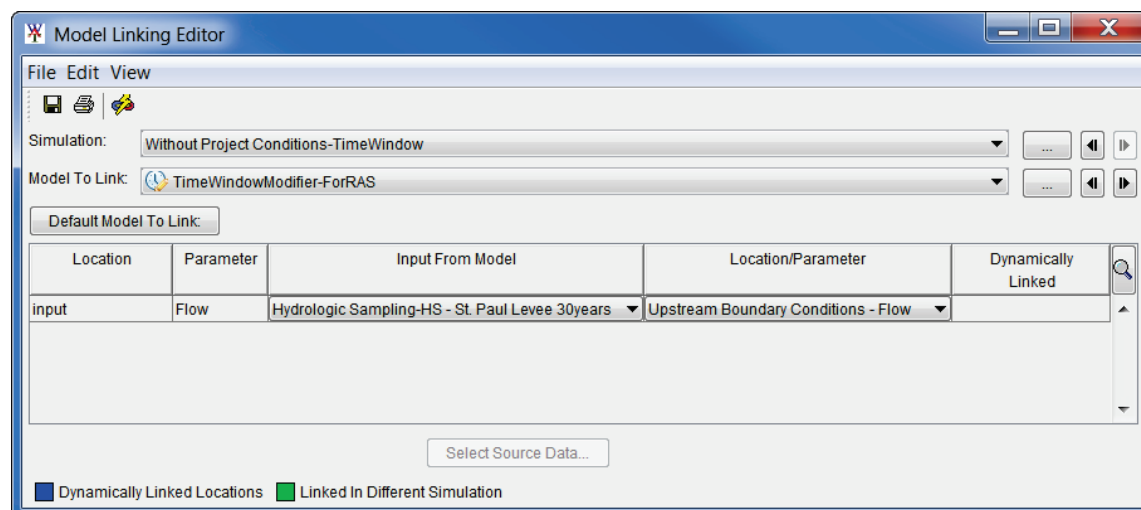 Model Linking Editor
File Edit View
Simulation: Without Project Conditions-TimeWindow ...
Model To Link: TimeWindowModifier-ForRAS ...
Default Model To Link:
Location Parameter Input From Model Location/Parameter Dynamically
Linked
input Flow Hydrologic Sampling-HS - St. Paul Levee 30years Upstream Boundary Conditions - Flow
Select Source Data...
Dynamically Linked Locations Linked In Different Simulation